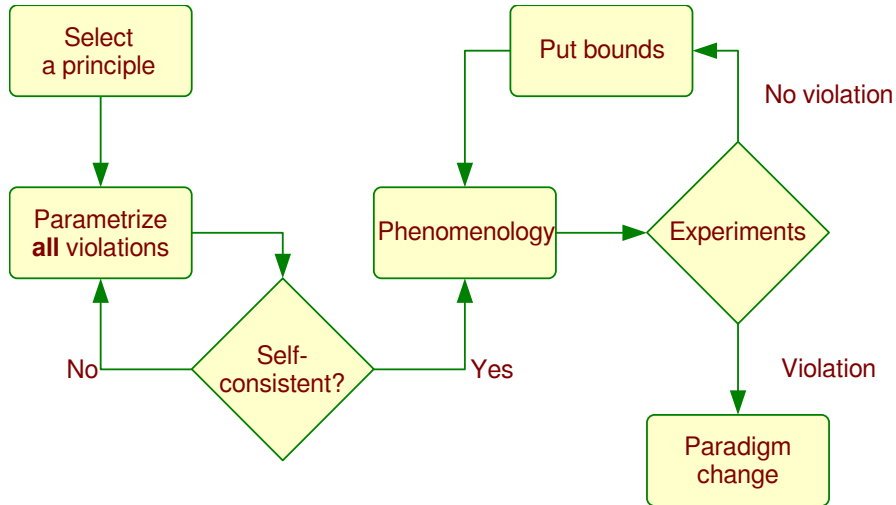 Select
a principle
Put bounds
No violation
Parametrize
all violations
Phenomenology
Experiments
No
Self-
consistent?
Yes
Violation
Paradigm
change